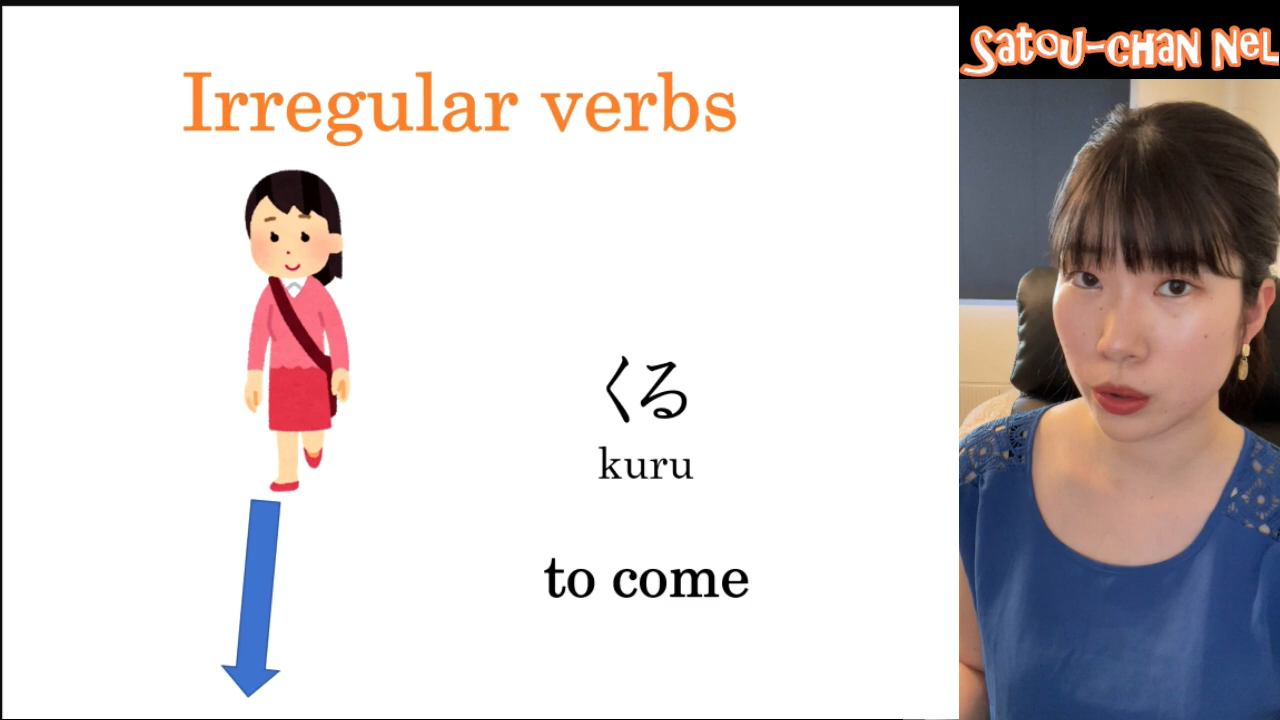 Irregular verbs
くる
kuru
to come
Satou-chan Nel